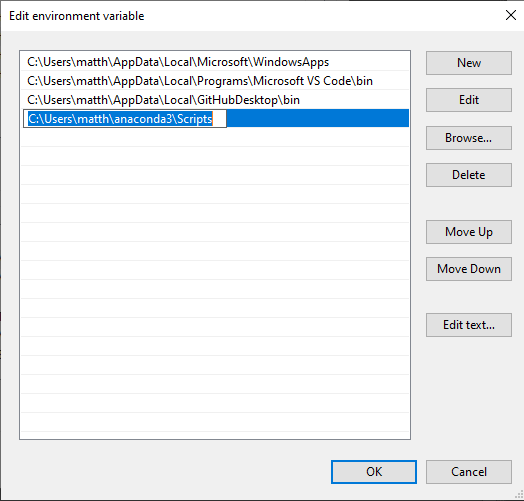 Edit environment variable
C:\Users\matth\AppData\Local\Microsoft\WindowsApps
C:\Users\matth\AppData\Local\Programs\Microsoft VS Code\bin
C:\Users\matth\AppData\Local\GitHubDesktop\bin
C:\Users\matth\anaconda3\Scripts
New
Edit
Browse...
Delete
Move Up
Move Down
Edit text...
OK
Cancel